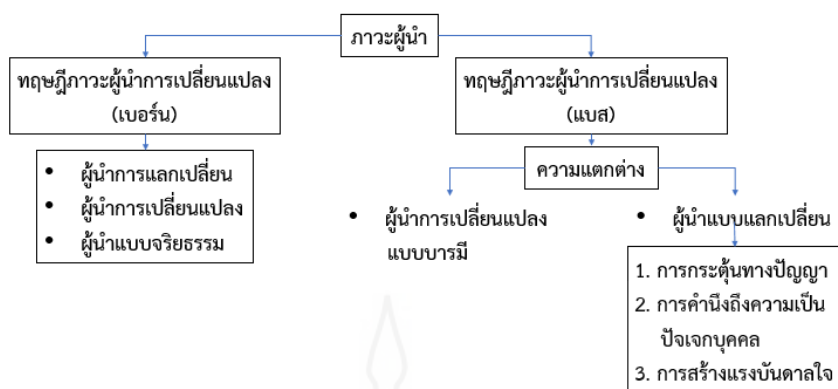 ภาวะผู้นำ
ทฤษฎีภาวะผู้นำการเปลี่ยนแปลง
(เบอร์น)
• ผู้นำการแลกเปลี่ยน
• ผู้นำการเปลี่ยนแปลง
• ผู้นำแบบจริยธรรม
ทฤษฎีภาวะผู้นำการเปลี่ยนแปลง
(แบส)
ความแตกต่าง
• ผู้นำการเปลี่ยนแปลง
แบบบารมี
• ผู้นำแบบแลกเปลี่ยน
1. การกระตุ้นทางปัญญา
2. การคำนึงถึงความเป็น
ปัจเจกบุคคล
3. การสร้างแรงบันดาลใจ